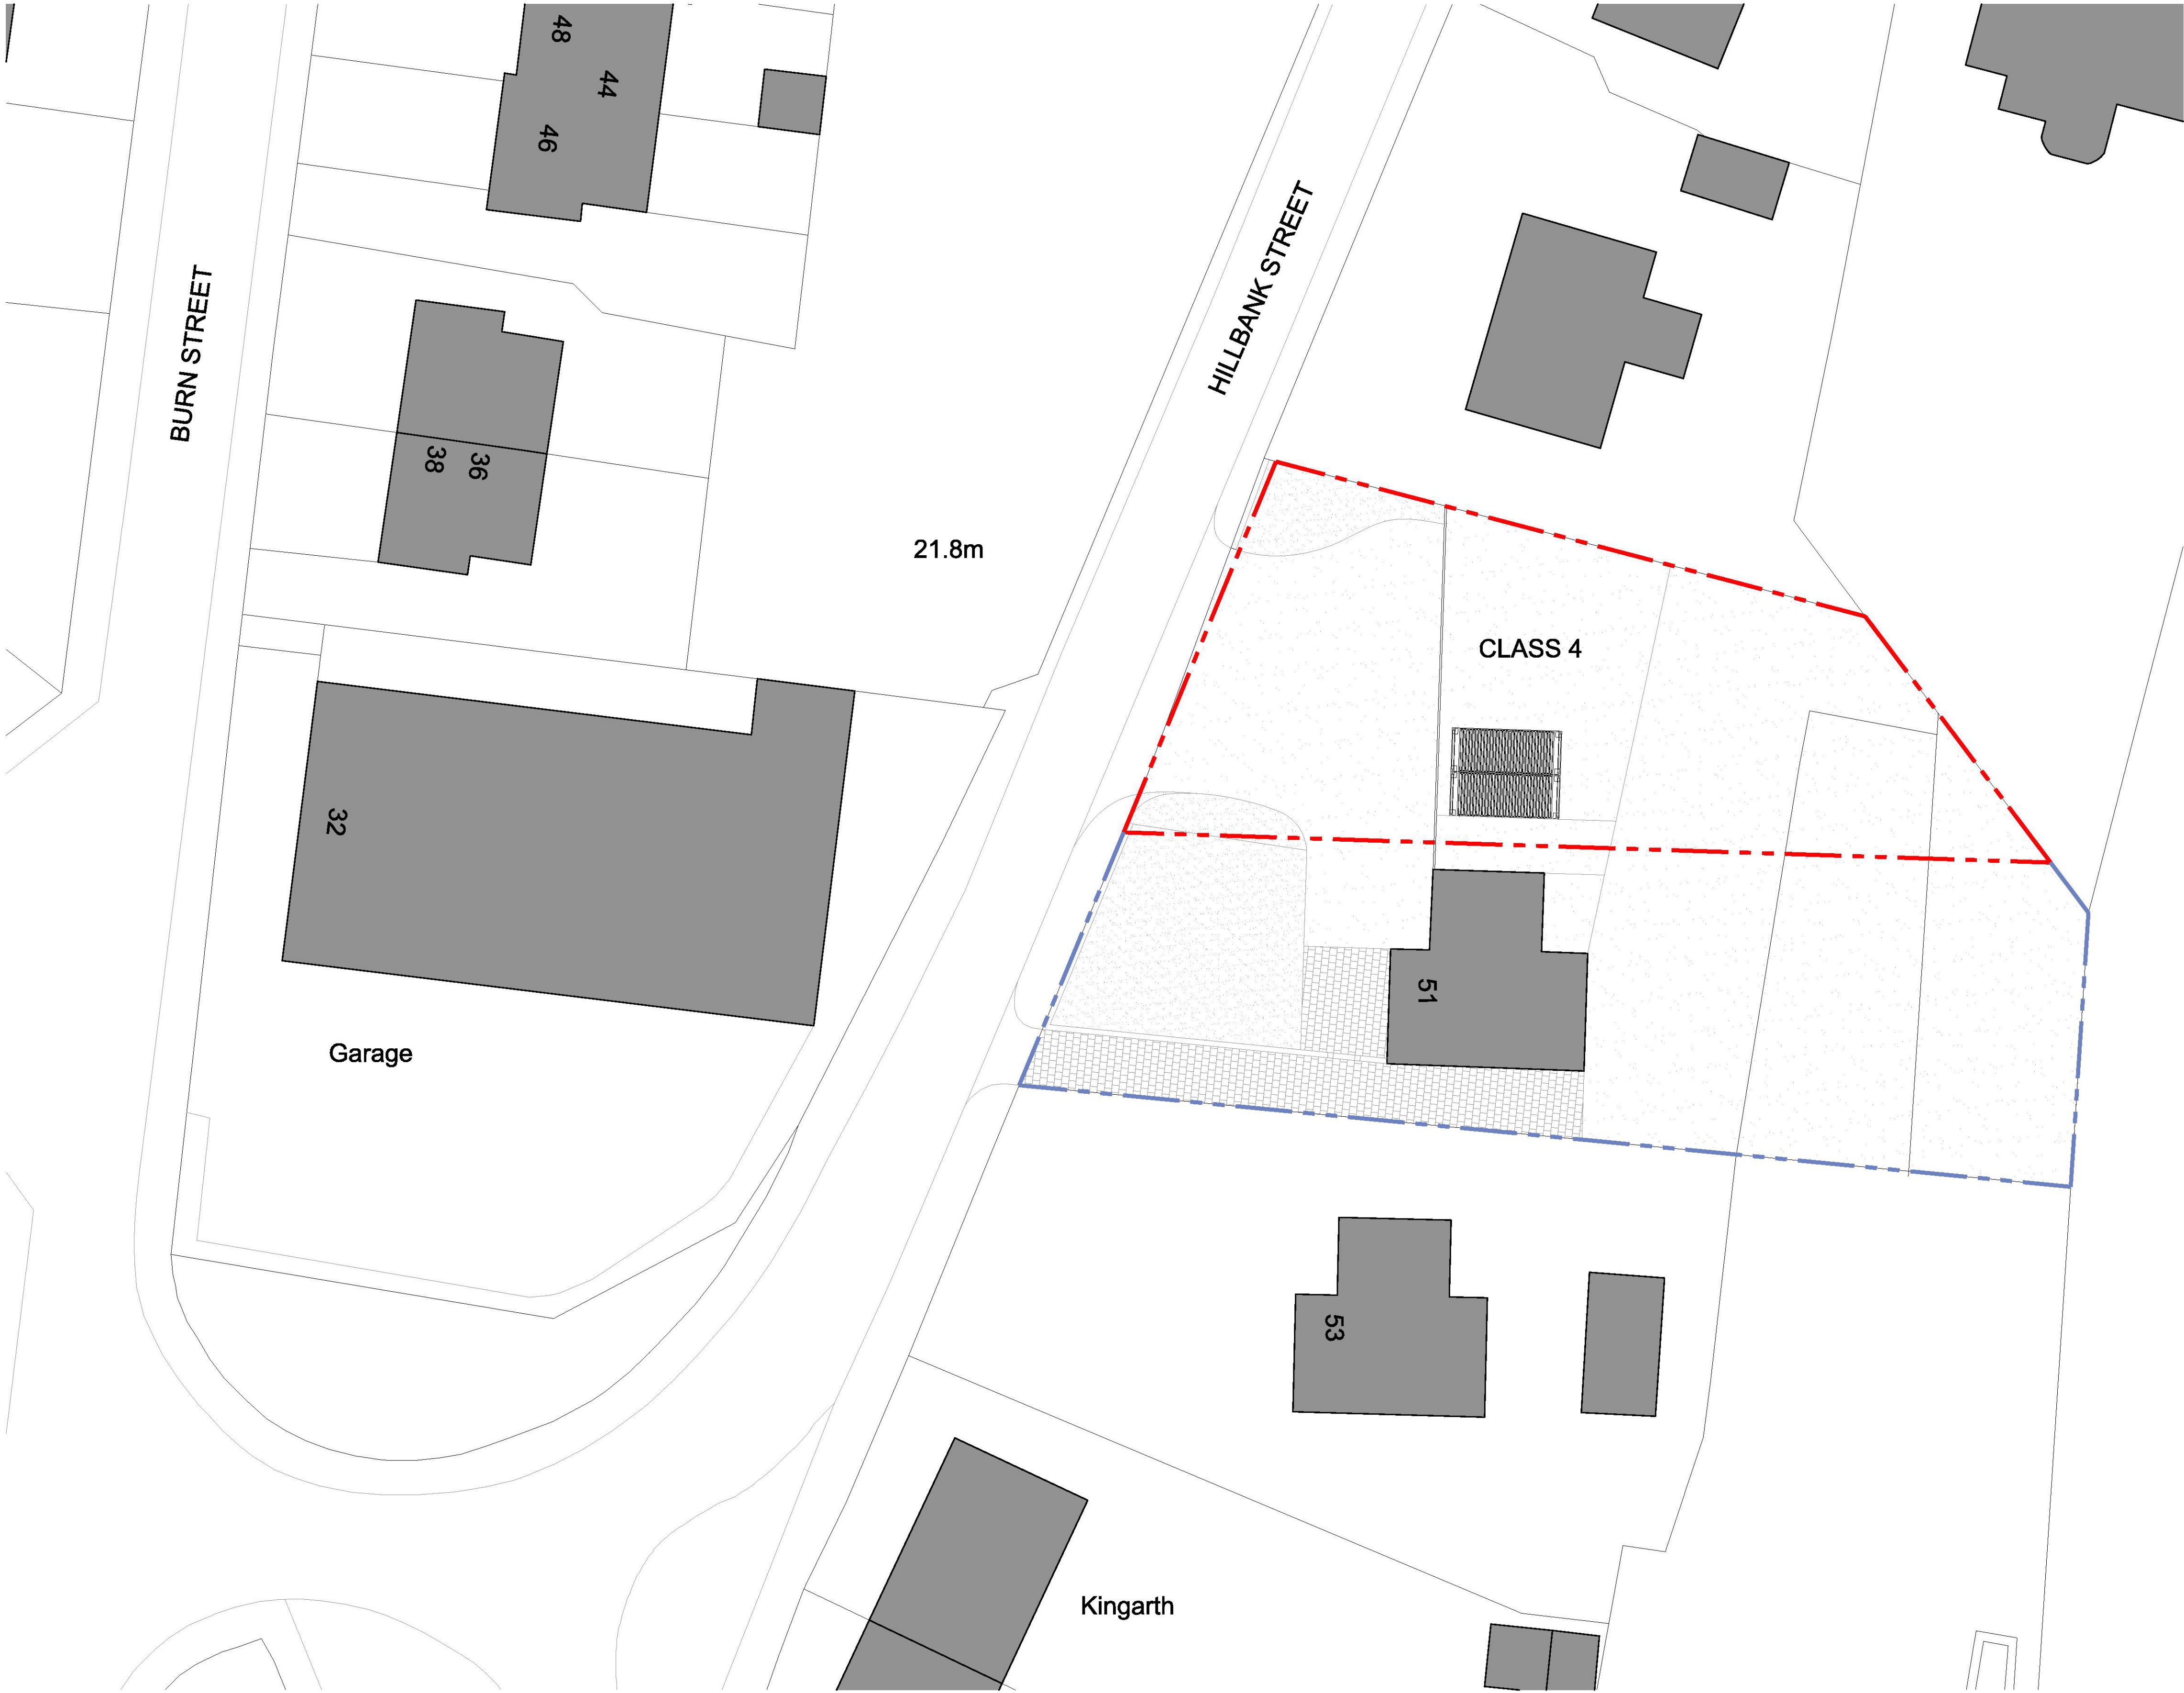 48
44
46
BURN STREET
HILLBANK STREET
38
36
21.8m
CLASS 4
32
51
Garage
53
Kingarth